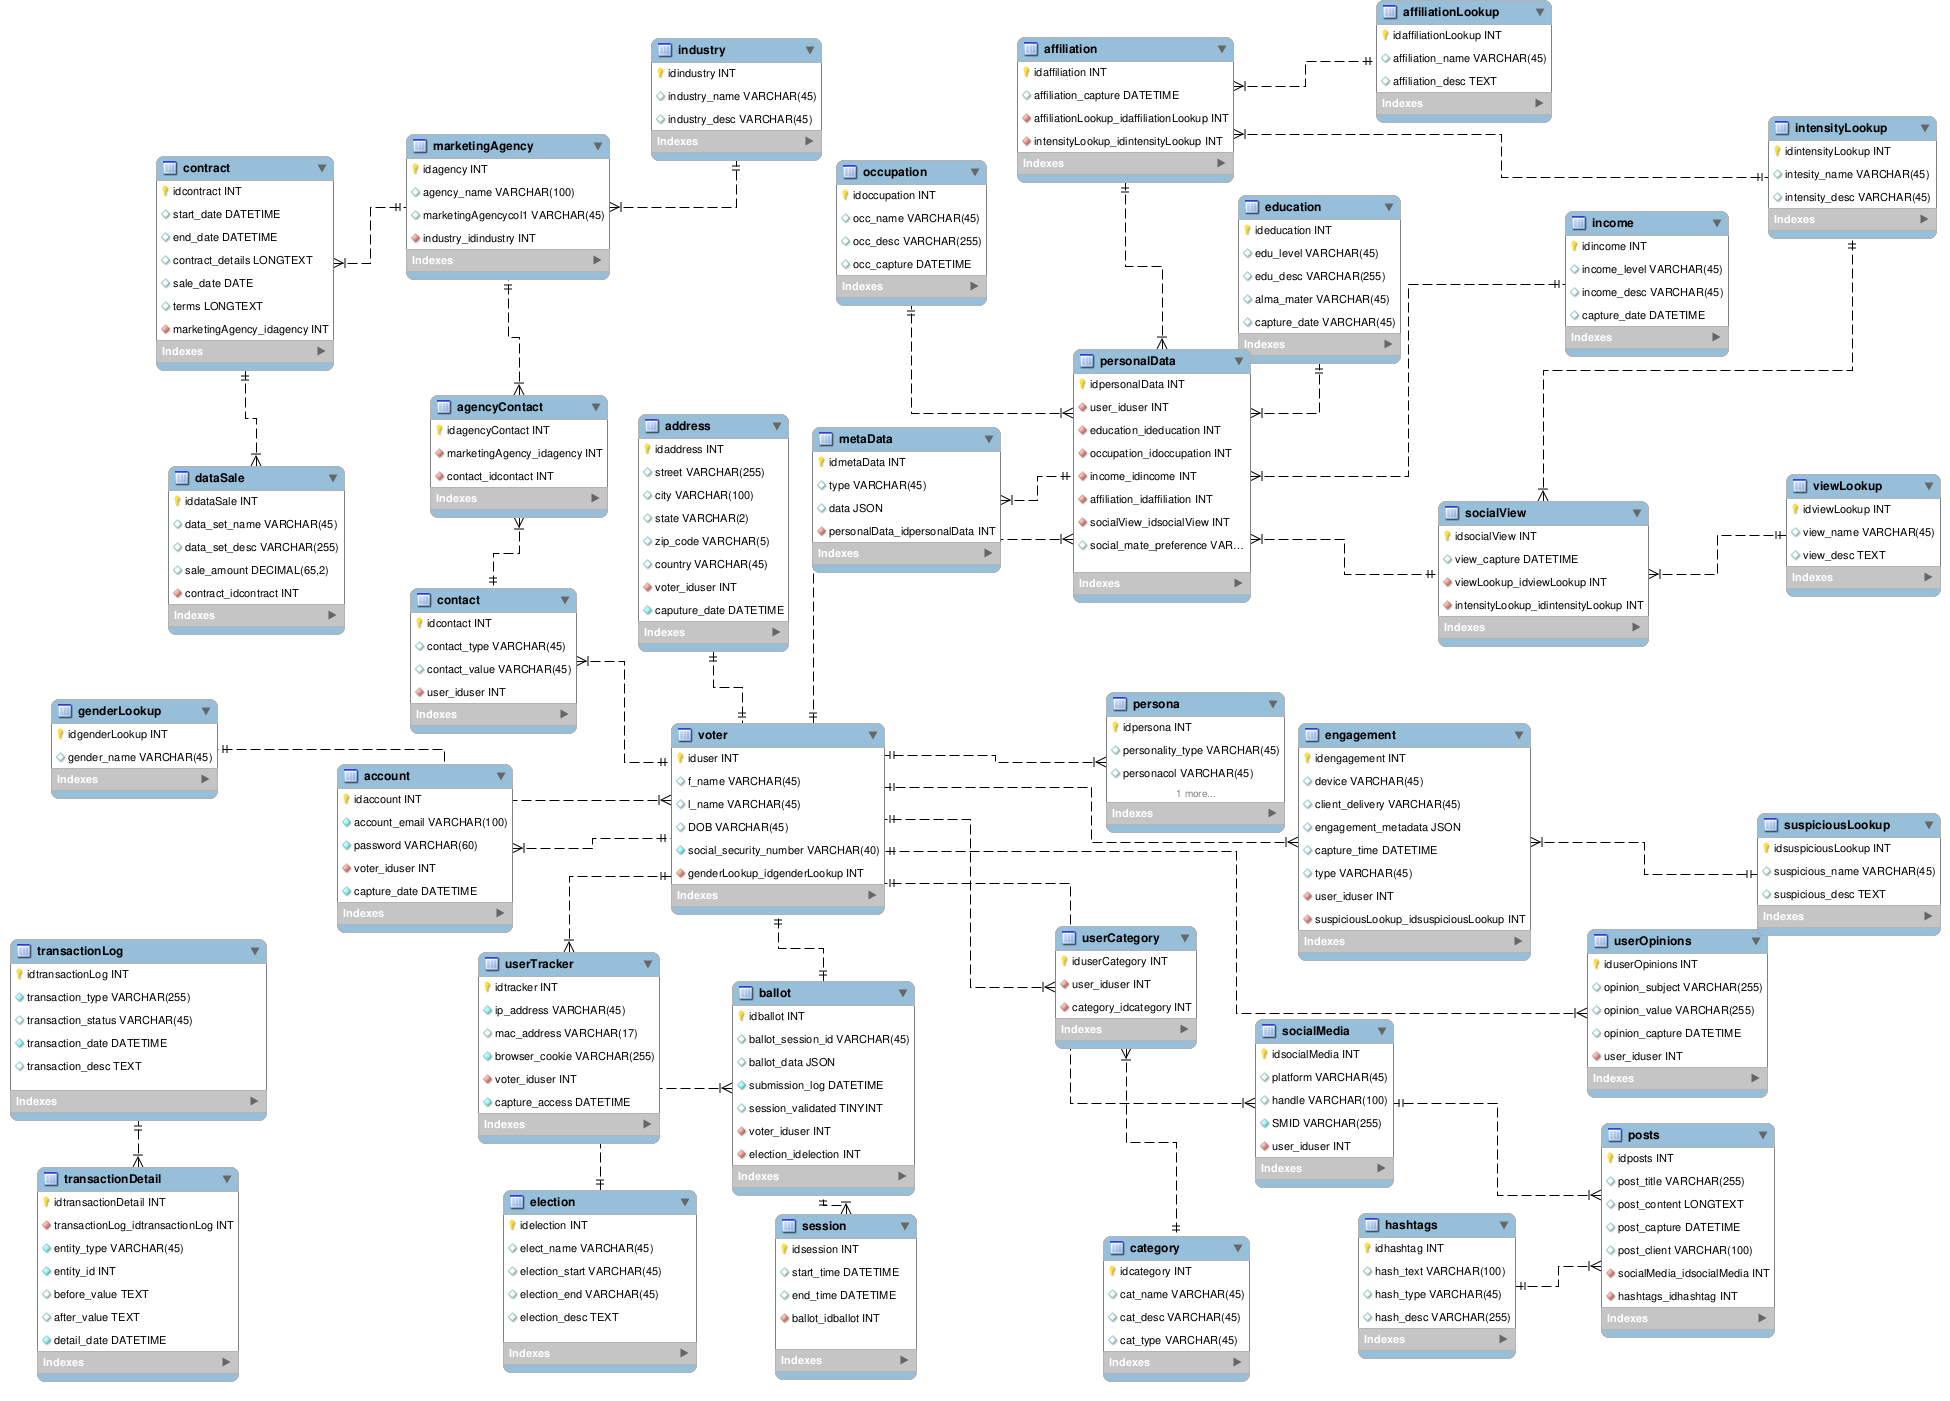 affiliationLookup
idaffiliationLookup INT
affiliation_name VARCHAR(45)
affiliation_desc TEXT
Indexes
industry
idindustry INT
industry_name VARCHAR(45)
industry_desc VARCHAR(45)
Indexes
affiliation
idaffiliation INT
affiliation_capture DATETIME
affiliationLookup_idaffiliationLookup INT
intensityLookup_idintensityLookup INT
Indexes
intensityLookup
idintensityLookup INT
intesity_name VARCHAR(45)
intensity_desc VARCHAR(45)
Indexes
marketingAgency
idagency INT
agency_name VARCHAR(100)
marketingAgencycol1 VARCHAR(45)
industry_idindustry INT
Indexes
contract
idcontract INT
start_date DATETIME
end_date DATETIME
contract_details LONGTEXT
sale_date DATE
terms LONGTEXT
marketingAgency_idagency INT
Indexes
occupation
idoccupation INT
occ_name VARCHAR(45)
occ_desc VARCHAR(255)
occ_capture DATETIME
Indexes
education
ideducation INT
edu_level VARCHAR(45)
edu_desc VARCHAR(255)
alma_mater VARCHAR(45)
capture_date VARCHAR(45)
Indexes
income
idincome INT
income_level VARCHAR(45)
income_desc VARCHAR(45)
capture_date DATETIME
Indexes
personalData
idpersonalData INT
user_iduser INT
education_ideducation INT
occupation_idoccupation INT
income_idincome INT
affiliation_idaffiliation INT
socialView_idsocialView INT
social_mate_preference VAR...
Indexes
agencyContact
idagencyContact INT
marketingAgency_idagency INT
contact_idcontact INT
Indexes
address
idaddress INT
street VARCHAR(255)
city VARCHAR(100)
state VARCHAR(2)
zip_code VARCHAR(5)
country VARCHAR(45)
voter_iduser INT
caputure_date DATETIME
Indexes
metaData
idmetaData INT
type VARCHAR(45)
data JSON
personalData_idpersonalData INT
Indexes
dataSale
iddataSale INT
data_set_name VARCHAR(45)
data_set_desc VARCHAR(255)
sale_amount DECIMAL(65,2)
contract_idcontract INT
Indexes
viewLookup
idviewLookup INT
view_name VARCHAR(45)
view_desc TEXT
Indexes
socialView
idsocialView INT
view_capture DATETIME
viewLookup_idviewLookup INT
intensityLookup_idintensityLookup INT
Indexes
contact
idcontact INT
contact_type VARCHAR(45)
contact_value VARCHAR(45)
user_iduser INT
Indexes
genderLookup
idgenderLookup INT
gender_name VARCHAR(45)
Indexes
persona
idpersona INT
personality_type VARCHAR(45)
personacol VARCHAR(45)
1 more...
Indexes
voter
iduser INT
f_name VARCHAR(45)
l_name VARCHAR(45)
DOB VARCHAR(45)
social_security_number VARCHAR(40)
genderLookup_idgenderLookup INT
Indexes
engagement
idengagement INT
device VARCHAR(45)
client_delivery VARCHAR(45)
engagement_metadata JSON
capture_time DATETIME
type VARCHAR(45)
user_iduser INT
suspiciousLookup_idsuspiciousLookup INT
Indexes
account
idaccount INT
account_email VARCHAR(100)
password VARCHAR(60)
voter_iduser INT
capture_date DATETIME
Indexes
suspiciousLookup
idsuspiciousLookup INT
suspicious_name VARCHAR(45)
suspicious_desc TEXT
Indexes
userCategory
iduserCategory INT
user_iduser INT
category_idcategory INT
Indexes
userOpinions
iduserOpinions INT
opinion_subject VARCHAR(255)
opinion_value VARCHAR(255)
opinion_capture DATETIME
user_iduser INT
Indexes
transactionLog
idtransactionLog INT
transaction_type VARCHAR(255)
transaction_status VARCHAR(45)
transaction_date DATETIME
transaction_desc TEXT
Indexes
userTracker
idtracker INT
ip_address VARCHAR(45)
mac_address VARCHAR(17)
browser_cookie VARCHAR(255)
voter_iduser INT
capture_access DATETIME
Indexes
ballot
idballot INT
ballot_session_id VARCHAR(45)
ballot_data JSON
submission_log DATETIME
session_validated TINYINT
voter_iduser INT
election_idelection INT
Indexes
socialMedia
idsocialMedia INT
platform VARCHAR(45)
handle VARCHAR(100)
SMID VARCHAR(255)
user_iduser INT
Indexes
posts
idposts INT
post_title VARCHAR(255)
post_content LONGTEXT
post_capture DATETIME
post_client VARCHAR(100)
socialMedia_idsocialMedia INT
hashtags_idhashtag INT
Indexes
transactionDetail
idtransactionDetail INT
transactionLog_idtransactionLog INT
entity_type VARCHAR(45)
entity_id INT
before_value TEXT
after_value TEXT
detail_date DATETIME
Indexes
election
idelection INT
elect_name VARCHAR(45)
election_start VARCHAR(45)
election_end VARCHAR(45)
election_desc TEXT
Indexes
session
idsession INT
start_time DATETIME
end_time DATETIME
ballot_idballot INT
Indexes
category
idcategory INT
cat_name VARCHAR(45)
cat_desc VARCHAR(45)
cat_type VARCHAR(45)
Indexes
hashtags
idhashtag INT
hash_text VARCHAR(100)
hash_type VARCHAR(45)
hash_desc VARCHAR(255)
Indexes